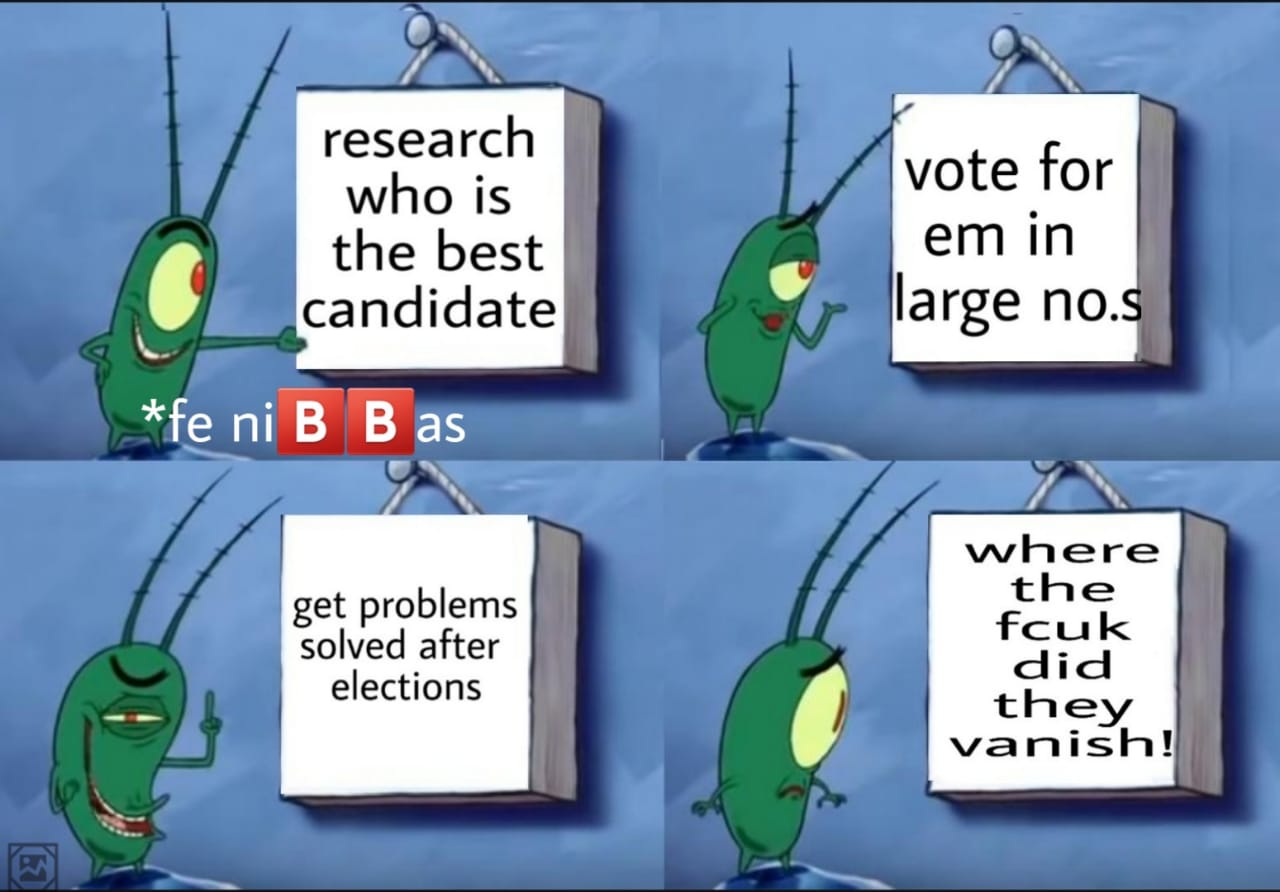 research
who is
the best
candidate
*fe ni🅱️🅱️as
vote for
em in
large no.s
get problems
solved after
elections
where
the
fcuk
did
they
vanish!